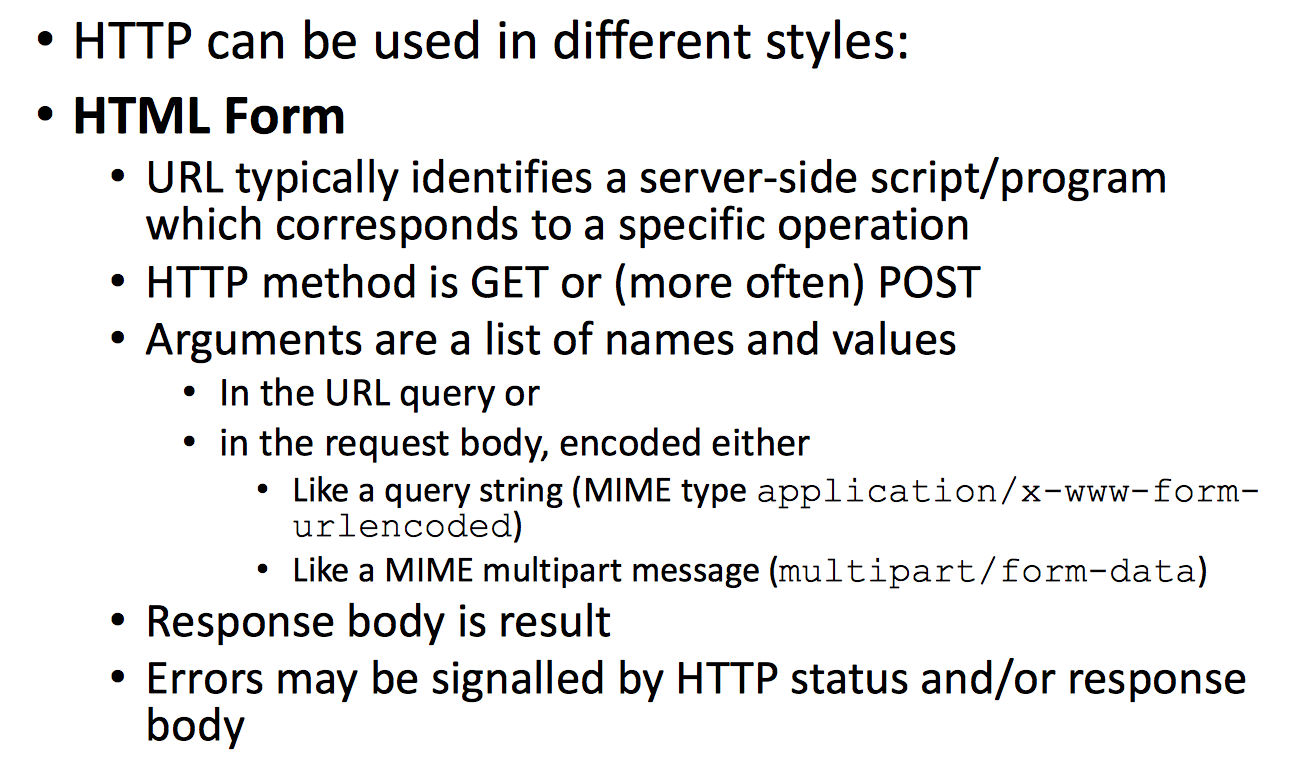 • HTTP can be used in different styles:
• HTML Form
• URL typically identifies a server-side script/program
which corresponds to a specific operation
• HTTP method is GET or (more often) POST
• Arguments are a list of names and values
• In the URL query or
• in the request body, encoded either
• Like a query string (MIME type application/x-www-form-
urlencoded)
• Like a MIME multipart message (multipart/form-data)
• Response body is result
• Errors may be signalled by HTTP status and/or response
body